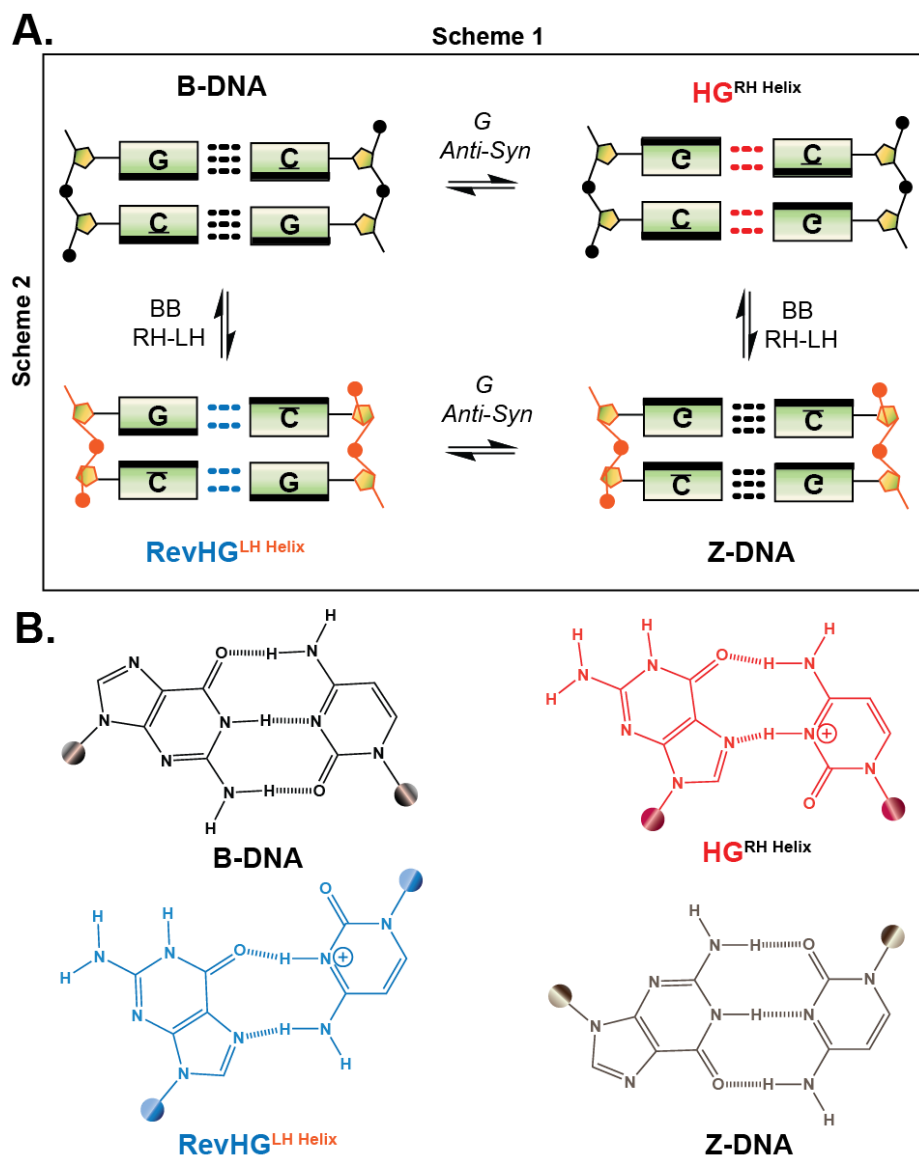 A.
Scheme 1
Scheme 2
B-DNA
HG RH Helix
G C
C G
G
Anti-Syn
G C
C G
BB
RH-LH
BB
RH-LH
G C
C G
G
Anti-Syn
G C
C G
RevHG LH Helix
Z-DNA
B.
H
N O H N
N H N
N N N
N H O
H
B-DNA
H H H
N N O H N
H
N N H N +
N N
O
HG RH Helix
H H O N
H N N O H N +
N N H N
N H
RevHG LH Helix
N H O N
N N N H N
N O H N
H
Z-DNA